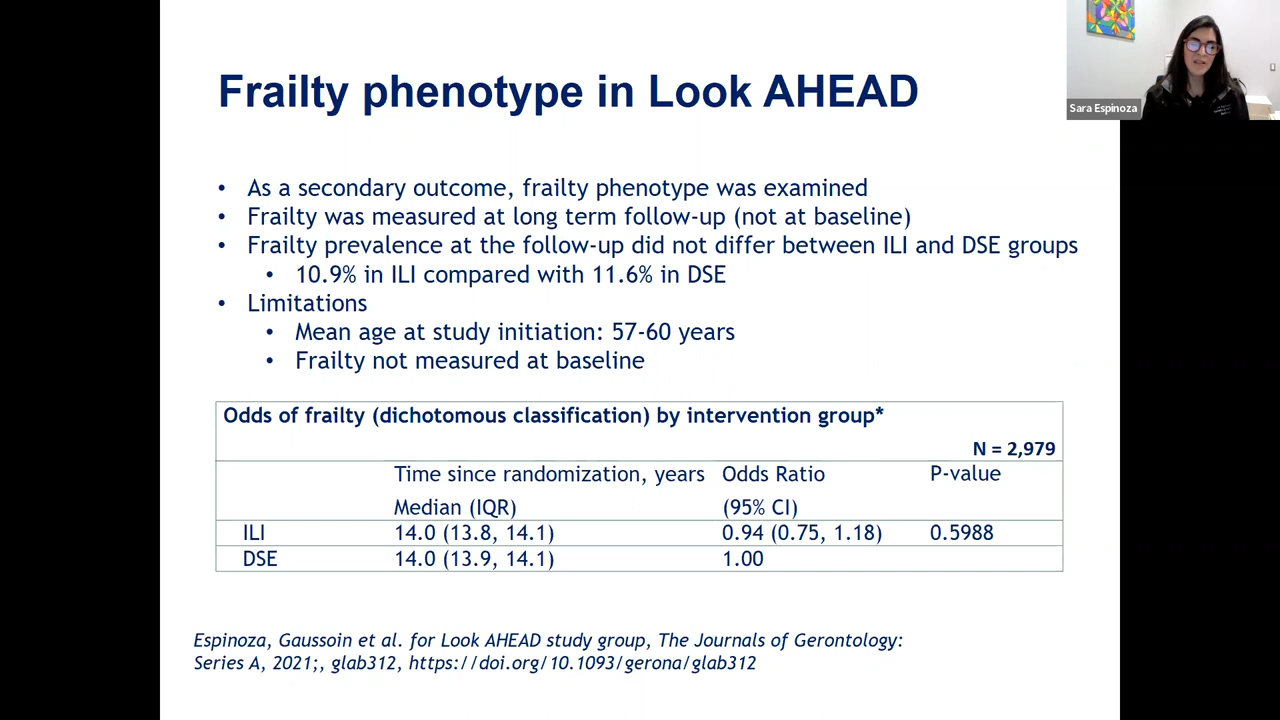 Frailty phenotype in Look AHEAD
Sara Espinoza
• As a secondary outcome, frailty phenotype was examined
• Frailty was measured at long term follow-up (not at baseline)
• Frailty prevalence at the follow-up did not differ between ILI and DSE groups
• 10.9% in ILI compared with 11.6% in DSE
• Limitations
• Mean age at study initiation: 57-60 years
• Frailty not measured at baseline
Odds of frailty (dichotomous classification) by intervention group*
N = 2,979
Time since randomization, years Odds Ratio P-value
Median (IQR) (95% CI)
ILI 14.0 (13.8, 14.1) 0.94 (0.75, 1.18) 0.5988
DSE 14.0 (13.9, 14.1) 1.00
Espinoza, Gaussoin et al. for Look AHEAD study group, The Journals of Gerontology:
Series A, 2021;, glab312, https://doi.org/10.1093/gerona/glab312